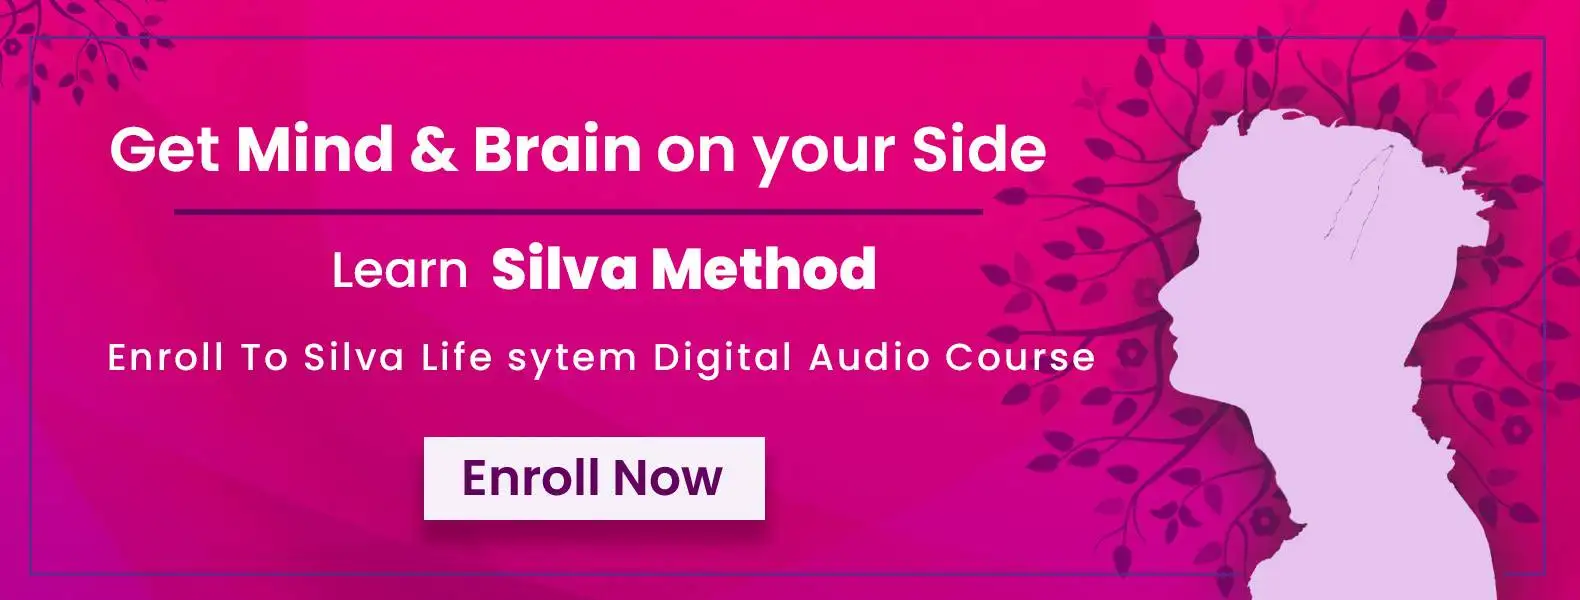 Get Mind & Brain on your Side
Learn Silva Method
Enroll To Silva Life sytem Digital Audio Course
Enroll Now